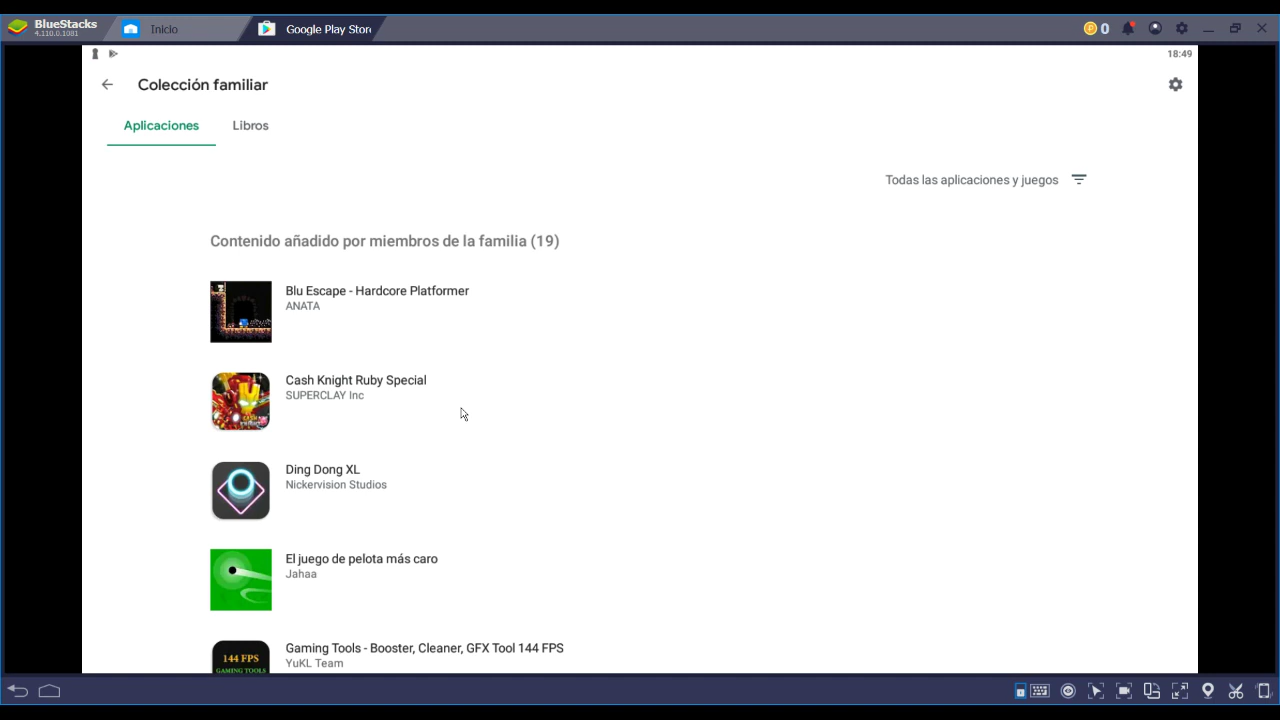 BlueStacks
4.110.0.1081
Inicio
Google Play Store
0
18:49
Colección familiar
Aplicaciones
Libros
Todas las aplicaciones y juegos
Contenido añadido por miembros de la familia (19)
Blu Escape - Hardcore Platformer
ANATA
Cash Knight Ruby Special
SUPERCLAY Inc
Ding Dong XL
Nickervision Studios
El juego de pelota más caro
Jahaa
Gaming Tools - Booster, Cleaner, GFX Tool 144 FPS
YuKL Team
144 FPS
GAMING TOOLS